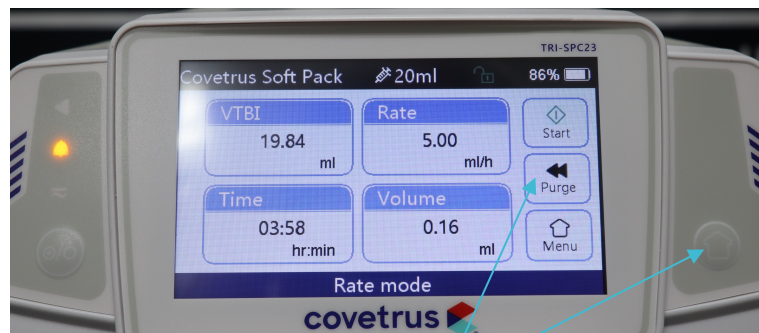 TRI-SPC23
Covetrus Soft Pack 20ml 86%
VTBI
19.84
ml
Rate
5.00
ml/h
Start
Purge
Time
03:58
hr:min
Volume
0.16
ml
Menu
Rate mode
covetrus